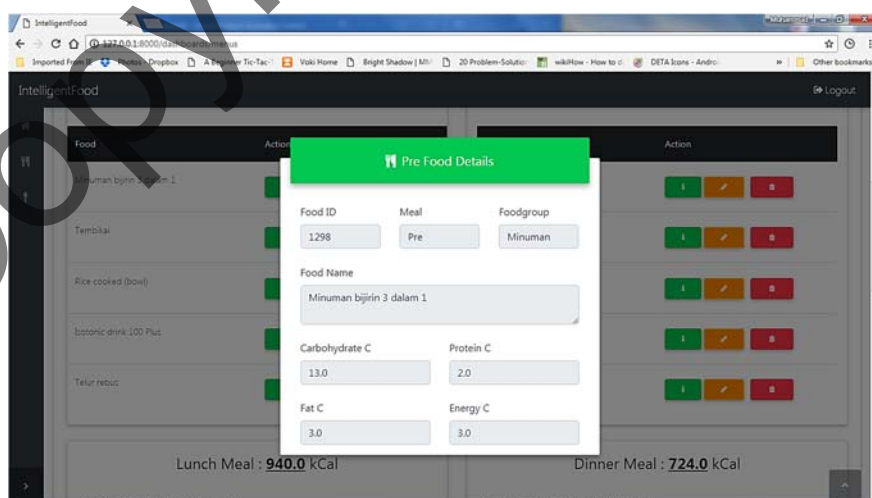 IntelligentFood
127.0.0.1:8000/dashboard/menus
Imported From IE Photos - Dropbox A Beginner Tic-Tac- Voki Home Bright Shadow | MM 20 Problem-Solution wikiHow - How to d DETA Icons - Andro » Other bookmarks
IntelligentFood Logout
Food Action Action
Pre Food Details
Minuman bijirin 3 dalam 1
Tembikai
Rice cooked (bowl)
Isotonic drink 100 Plus
Telur rebus
Food ID Meal Foodgroup
1298 Pre Minuman
Food Name
Minuman bijirin 3 dalam 1
Carbohydrate C Protein C
13.0 2.0
Fat C Energy C
3.0 3.0
Lunch Meal : 940.0 kCal Dinner Meal : 724.0 kCal